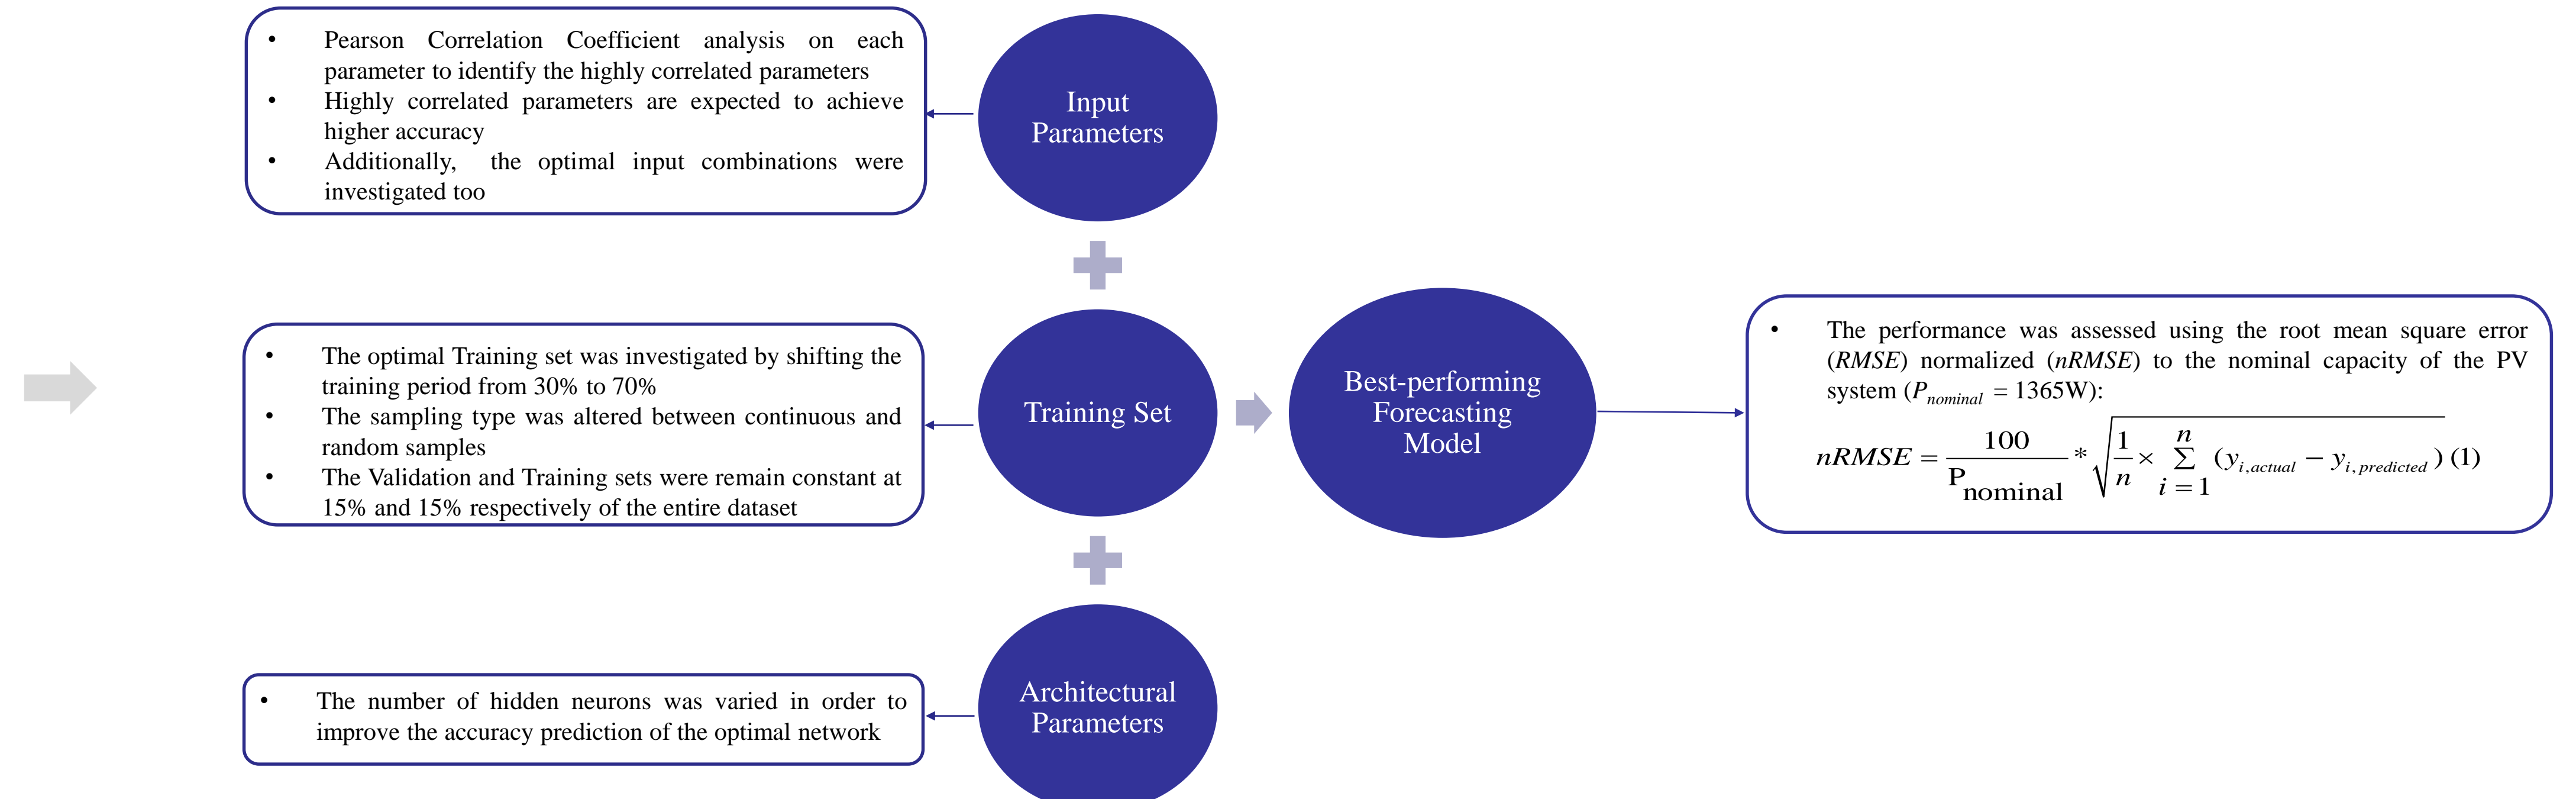 • Pearson Correlation Coefficient analysis on each
parameter to identify the highly correlated parameters
• Highly correlated parameters are expected to achieve
higher accuracy
• Additionally, the optimal input combinations were
investigated too
Input
Parameters
• The optimal Training set was investigated by shifting the
training period from 30% to 70%
• The sampling type was altered between continuous and
random samples
• The Validation and Training sets were remain constant at
15% and 15% respectively of the entire dataset
Training Set
Best-performing
Forecasting
Model
• The performance was assessed using the root mean square error
(RMSE) normalized (nRMSE) to the nominal capacity of the PV
system (P_nominal = 1365W):
nRMSE = 100/P_nominal * √(1/n × ∑_{i=1}^{n} (y_{i,actual} − y_{i,predicted})) (1)
• The number of hidden neurons was varied in order to
improve the accuracy prediction of the optimal network
Architectural
Parameters